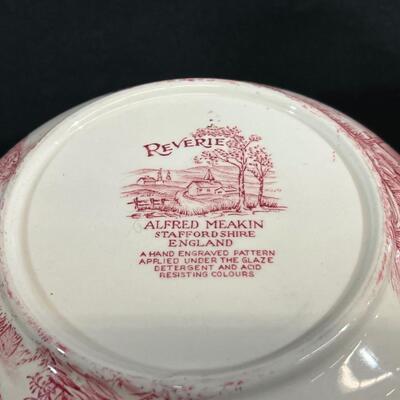 REVERIE
ALFRED MEAKIN
STAFFORDSHIRE
ENGLAND
A HAND ENGRAVED PATTERN
APPLIED UNDER THE GLAZE
DETERGENT AND ACID
RESISTING COLOURS